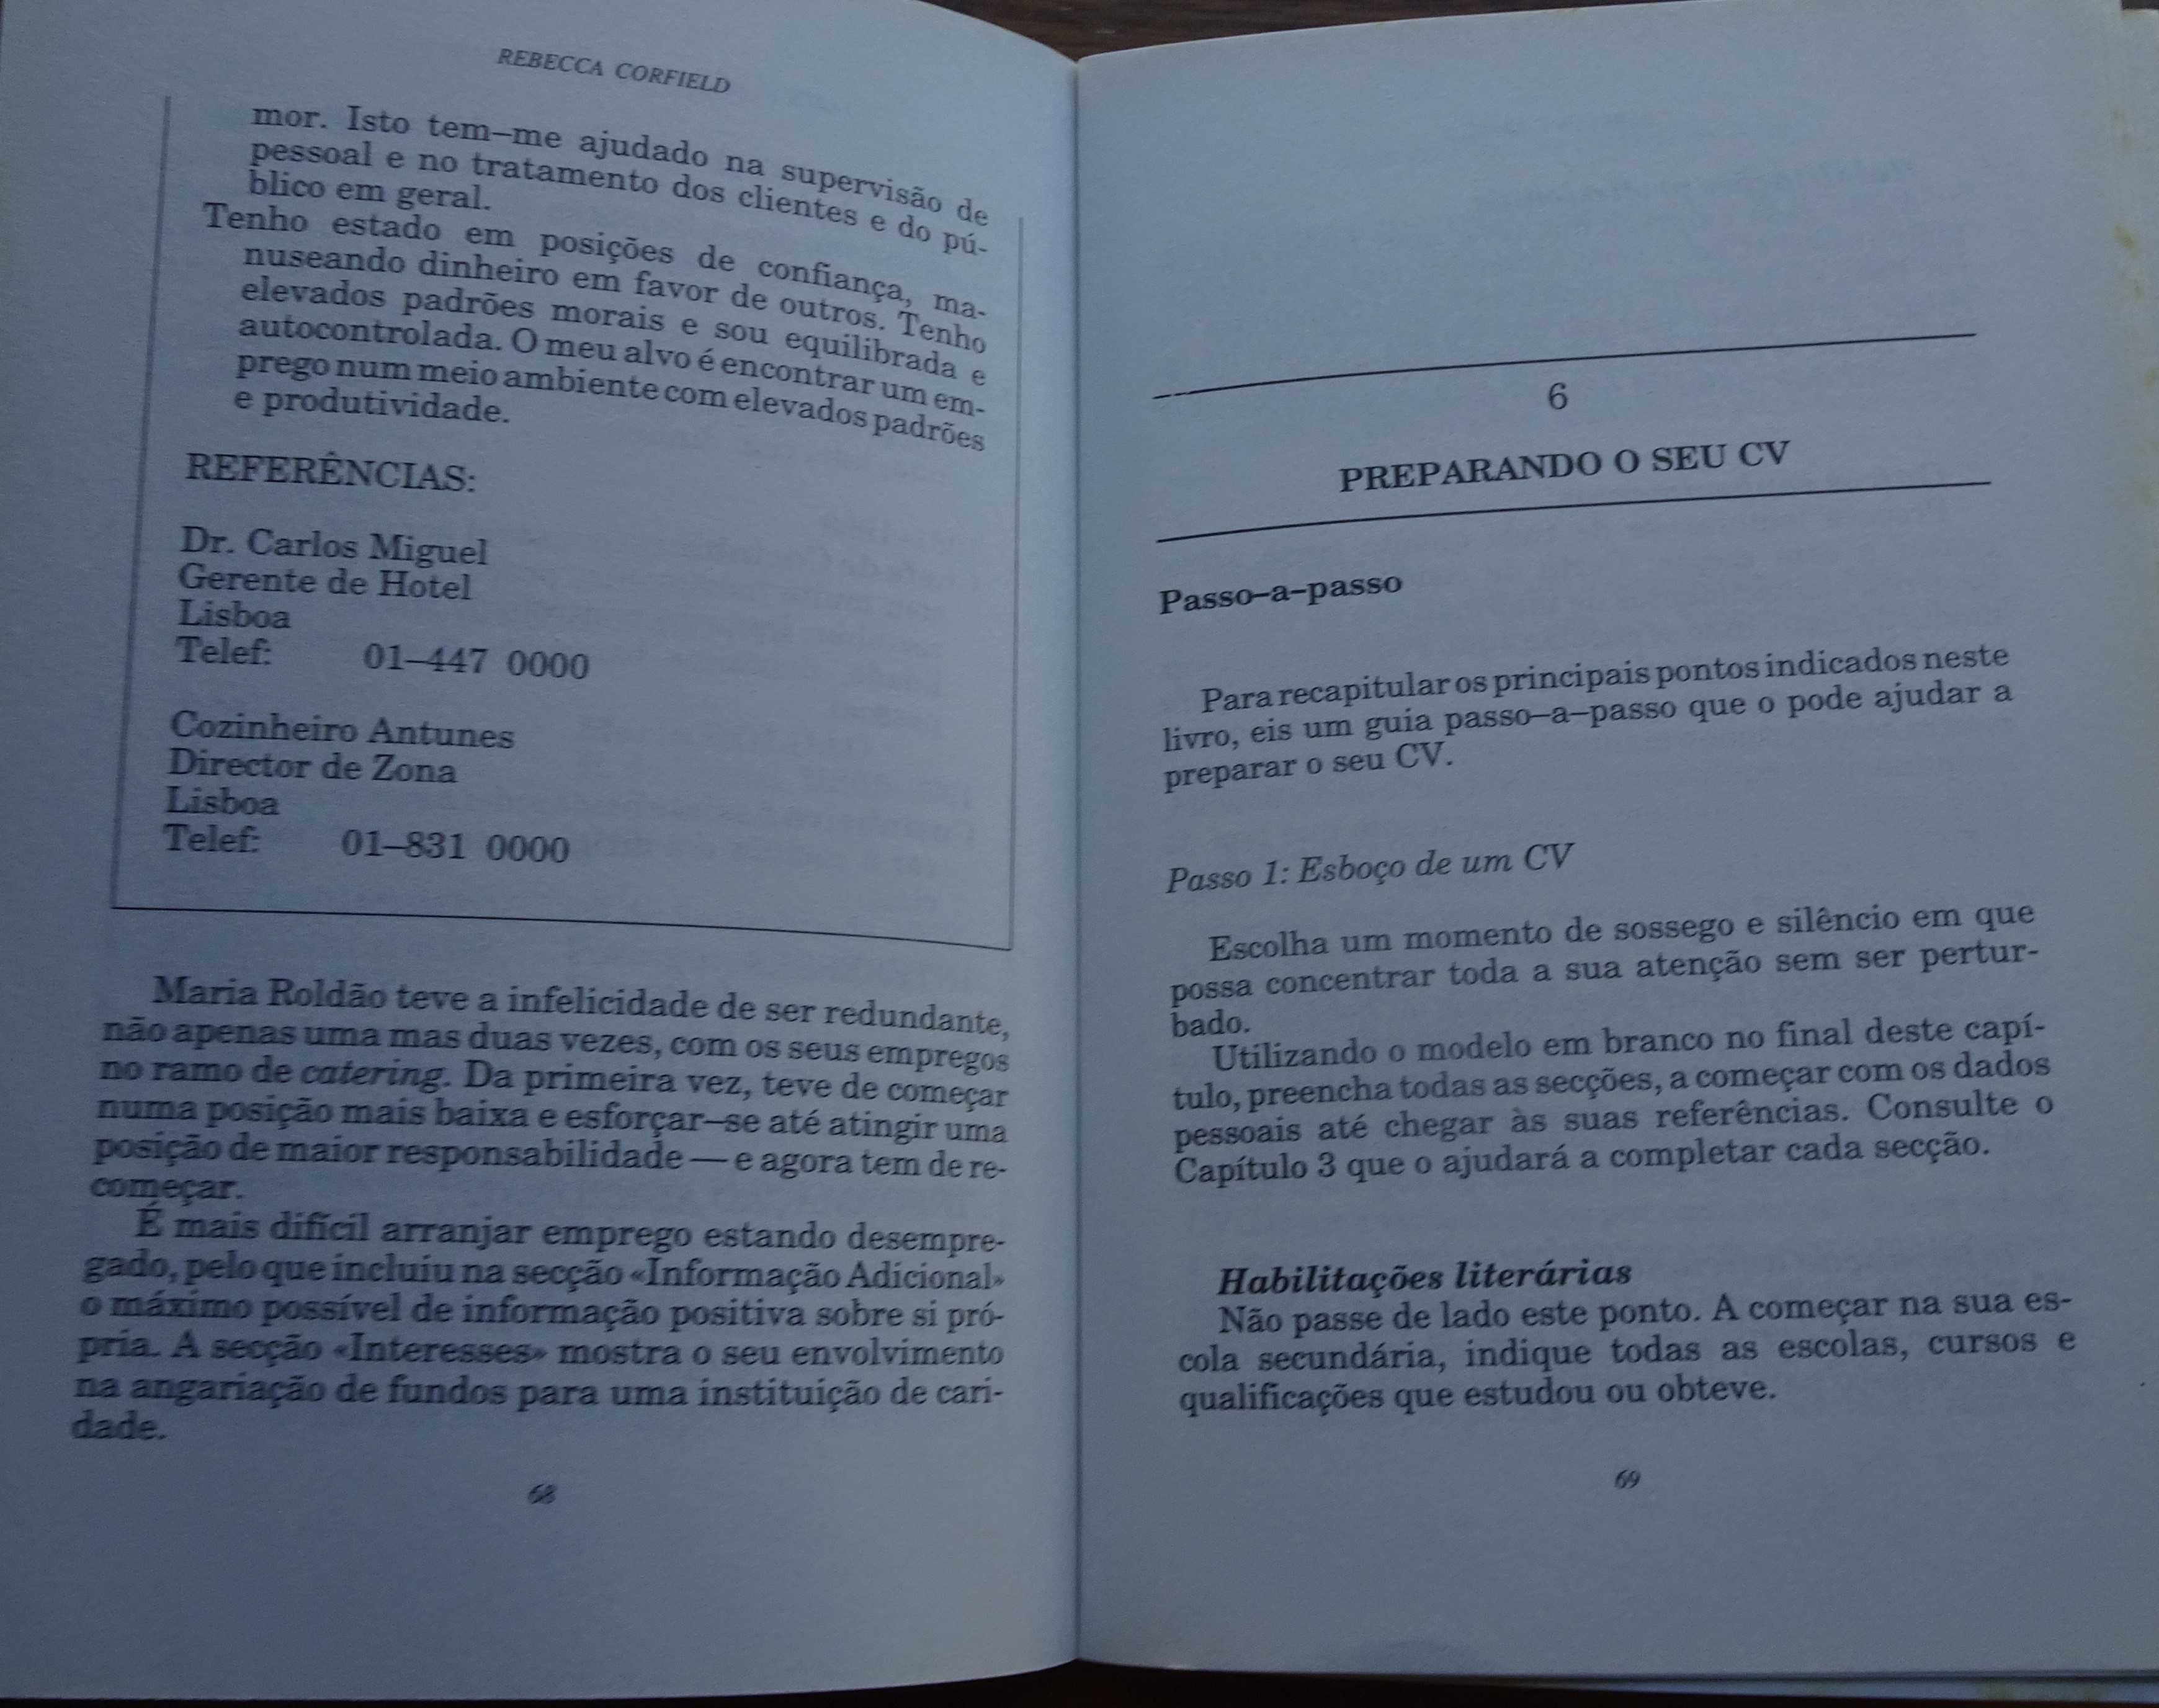 REBECCA CORFIELD
mor. Isto tem–me ajudado na supervisão de
pessoal e no tratamento dos clientes e do pú-
blico em geral.
Tenho estado em posições de confiança, ma-
nuseando dinheiro em favor de outros. Tenho
elevados padrões morais e sou equilibrada e
autocontrolada. O meu alvo é encontrar um em-
prego num meio ambiente com elevados padrões
e produtividade.
REFERÊNCIAS:
Dr. Carlos Miguel
Gerente de Hotel
Lisboa
Telef: 01–447 0000
Cozinheiro Antunes
Director de Zona
Lisboa
Telef: 01–831 0000
Maria Roldão teve a infelicidade de ser redundante,
não apenas uma mas duas vezes, com os seus empregos
no ramo de catering. Da primeira vez, teve de começar
numa posição mais baixa e esforçar–se até atingir uma
posição de maior responsabilidade — e agora tem de re-
começar.
É mais difícil arranjar emprego estando desempre-
gado, pelo que incluiu na secção «Informação Adicional»
o máximo possível de informação positiva sobre si pró-
pria. A secção «Interesses» mostra o seu envolvimento
na angariação de fundos para uma instituição de cari-
dade.
68
6
PREPARANDO O SEU CV
Passo–a–passo
Para recapitular os principais pontos indicados neste
livro, eis um guia passo–a–passo que o pode ajudar a
preparar o seu CV.
Passo 1: Esboço de um CV
Escolha um momento de sossego e silêncio em que
possa concentrar toda a sua atenção sem ser pertur-
bado.
Utilizando o modelo em branco no final deste capí-
tulo, preencha todas as secções, a começar com os dados
pessoais até chegar às suas referências. Consulte o
Capítulo 3 que o ajudará a completar cada secção.
Habilitações literárias
Não passe de lado este ponto. A começar na sua es-
cola secundária, indique todas as escolas, cursos e
qualificações que estudou ou obteve.
69